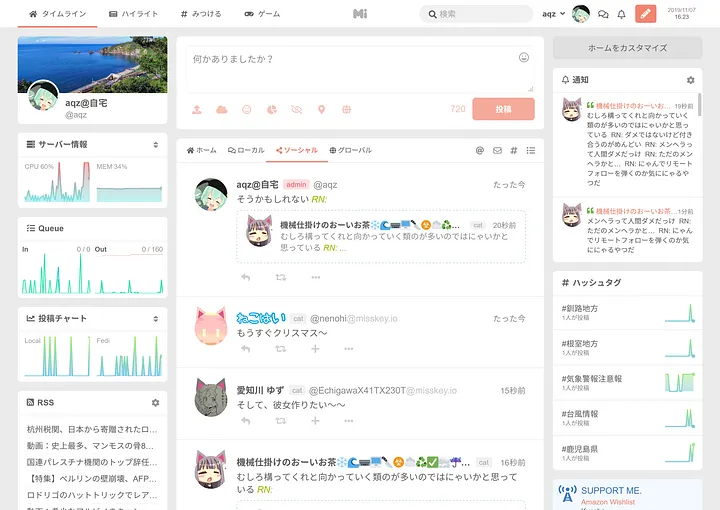 タイムライン ハイライト みつける ゲーム Mi 検索 aqz 2019/11/07
16:23
aqz@自宅
@aqz
サーバー情報
CPU 60% MEM 34%
Queue
In 0 / 0 Out 0 / 160
投稿チャート
Local Fedi
RSS
杭州税関、日本から寄贈されたロ...
動画：史上最多、マンモスの骨8...
国連パレスチナ機関のトップ辞任...
【特集】ベルリンの壁崩壊、AFP...
ロドリゴのハットトリックでレア...
何かありましたか？
720 投稿
ホーム ローカル ソーシャル グローバル
aqz@自宅 admin @aqz たった今
そうかもしれない RN:
機械仕掛けのおーいお茶 ... cat 20秒前
むしろ構ってくれと向かっていく類のが多いのではにゃいかと
思っている RN: ...
ねこはい cat @nenohi@misskey.io たった今
もうすぐクリスマス〜
愛知川 ゆず cat @EchigawaX41TX230T@misskey.io 15秒前
そして、彼女作りたい〜〜
機械仕掛けのおーいお茶 ... cat 16秒前
むしろ構ってくれと向かっていく類のが多いのではにゃいかと思って
いる RN:
ホームをカスタマイズ
通知
機械仕掛けのおーいお... 19秒前
むしろ構ってくれと向かっていく
類のが多いのではにゃいかと思っ
ている RN: ダメではないけど付き
合うのがめんどい RN: メンヘラっ
て人間ダメだっけ RN: ただのメン
ヘラかと... RN: にゃんでリモート
フォローを弾くのか気ににゃるや
つだ
機械仕掛けのおーいお茶... 1分前
メンヘラって人間ダメだっけ RN:
ただのメンヘラかと... RN: にゃ
んでリモートフォローを弾くのか気
ににゃるやつだ
ハッシュタグ
#釧路地方
1人が投稿
#根室地方
1人が投稿
#気象警報注意報
1人が投稿
#台風情報
1人が投稿
#鹿児島県
1人が投稿
SUPPORT ME.
Amazon Wishlist